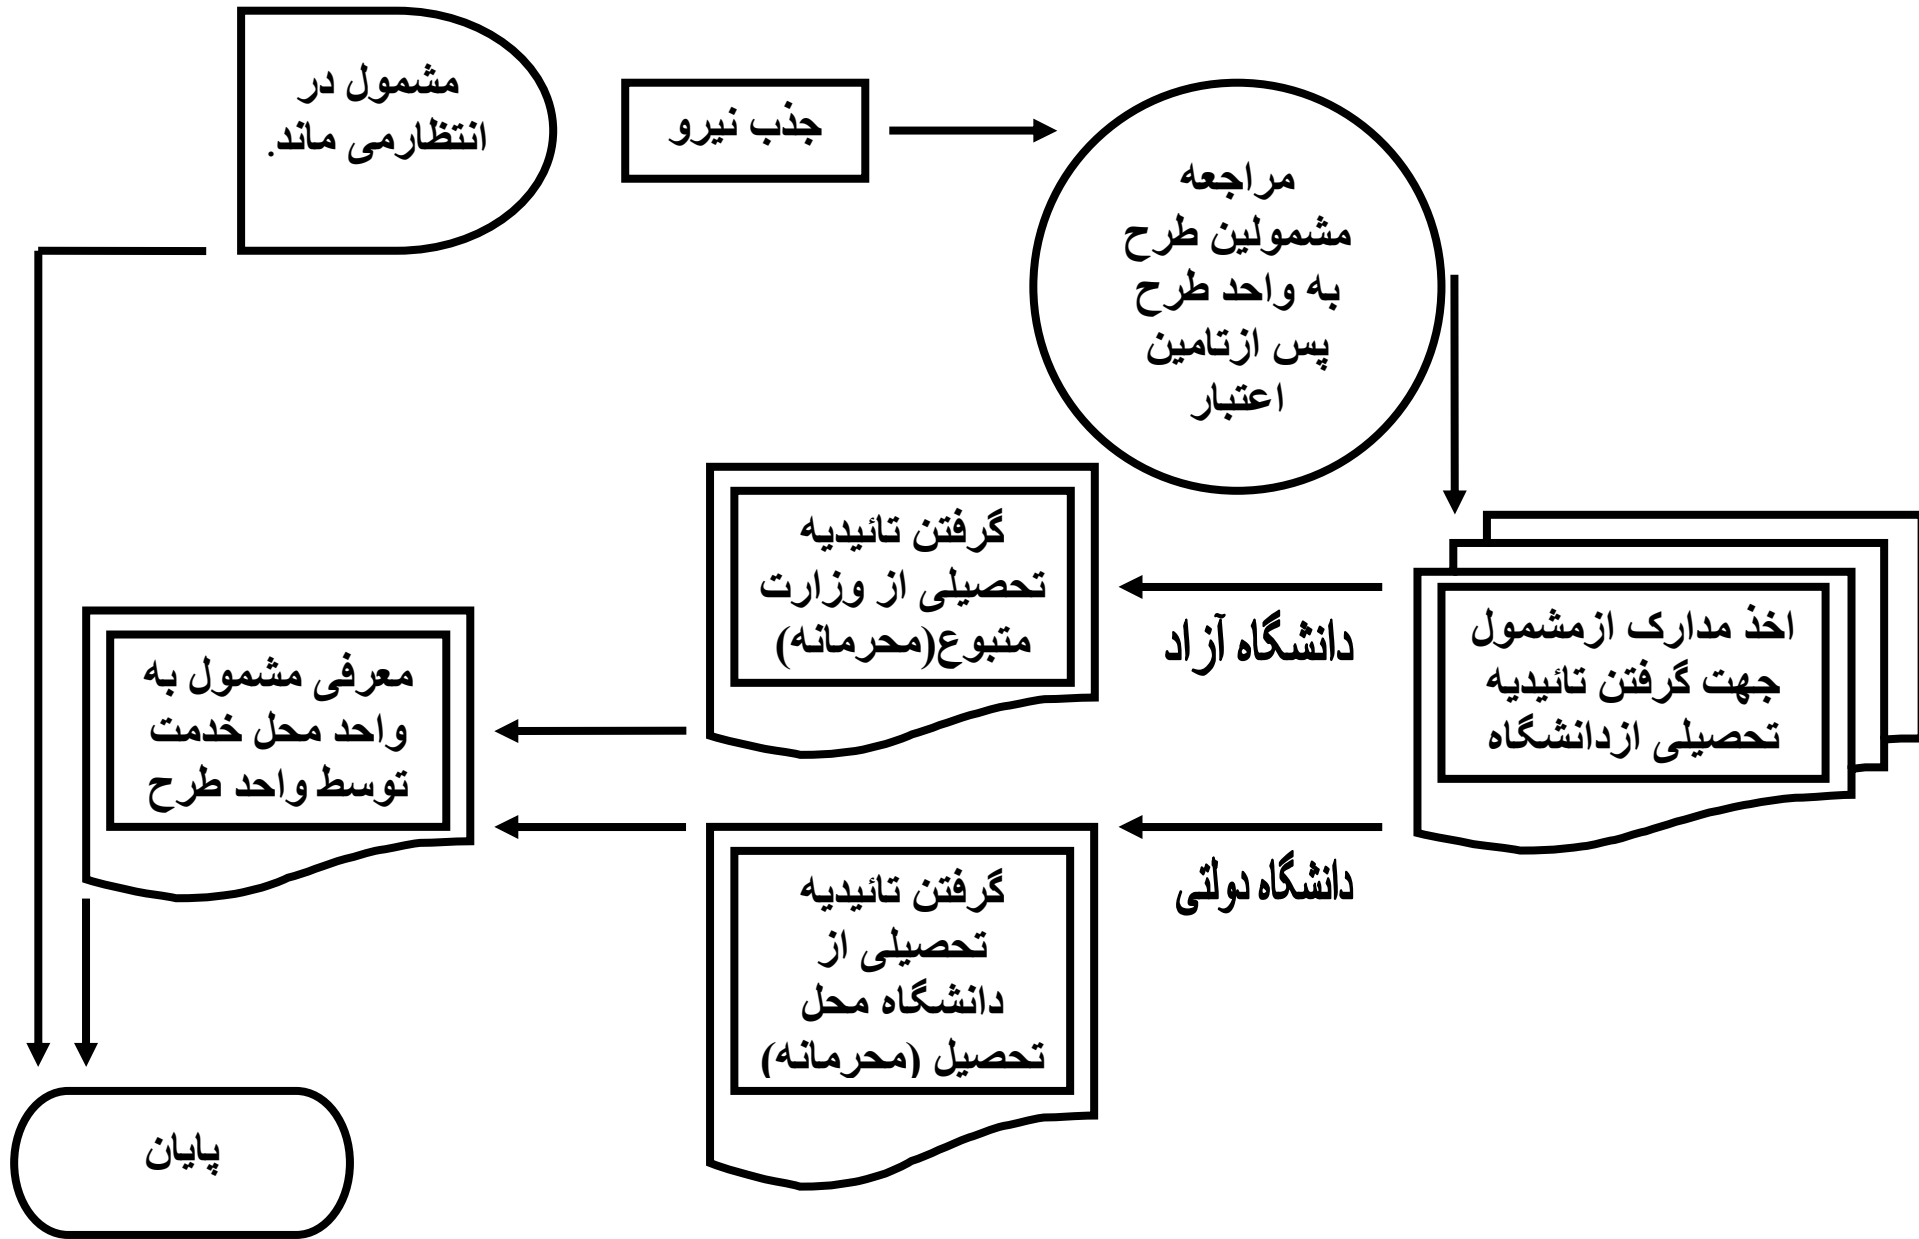 مشمول در
انتظارمی ماند.
جذب نیرو
مراجعه
مشمولین طرح
به واحد طرح
پس ازتامین
اعتبار
اخذ مدارک ازمشمول
جهت گرفتن تائیدیه
تحصیلی ازدانشگاه
دانشگاه آزاد
دانشگاه دولتی
گرفتن تائیدیه
تحصیلی از وزارت
متبوع(محرمانه)
گرفتن تائیدیه
تحصیلی از
دانشگاه محل
تحصیل (محرمانه)
معرفی مشمول به
واحد محل خدمت
توسط واحد طرح
پایان